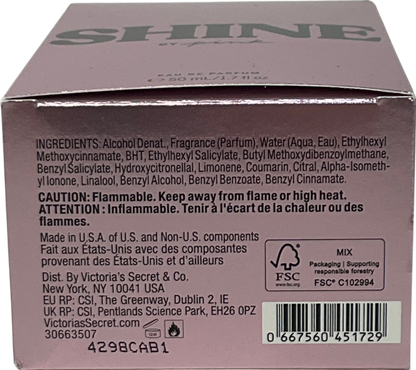 SHINE
BY pink
EAU DE PARFUM
e 50 mL/1.7 fl oz
INGREDIENTS: Alcohol Denat., Fragrance (Parfum), Water (Aqua, Eau), Ethylhexyl
Methoxycinnamate, BHT, Ethylhexyl Salicylate, Butyl Methoxydibenzoylmethane,
Benzyl Salicylate, Hydroxycitronellal, Limonene, Coumarin, Citral, Alpha-Isometh-
yl Ionone, Linalool, Benzyl Alcohol, Benzyl Benzoate, Benzyl Cinnamate.
CAUTION: Flammable. Keep away from flame or high heat.
ATTENTION : Inflammable. Tenir à l'écart de la chaleur ou des
flammes.
Made in U.S.A. of U.S. and Non-U.S. components
Fait aux États-Unis avec des composantes
provenant des États-Unis et d'ailleurs
Dist. By Victoria's Secret & Co.
New York, NY 10041 USA
EU RP: CSI, The Greenway, Dublin 2, IE
UK RP: CSI, Pentlands Science Park, EH26 0PZ
VictoriasSecret.com
30663507
4298CAB1
FSC
www.fsc.org
MIX
Packaging | Supporting
responsible forestry
FSC® C102994
0 667560 451729